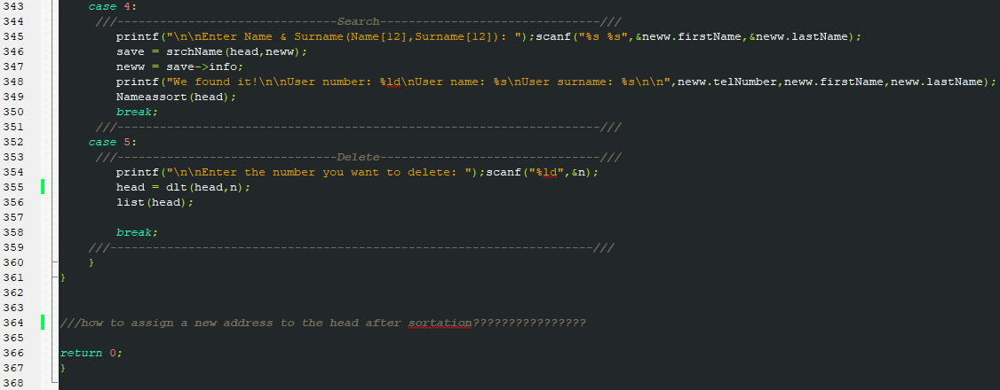 343 case 4:
344 ///-------------------------------Search-------------------------------///
345 printf("\n\nEnter Name & Surname(Name[12],Surname[12]): ");scanf("%s %s",&neww.firstName,&neww.lastName);
346 save = srchName(head,neww);
347 neww = save->info;
348 printf("We found it!\n\nUser number: %ld\nUser name: %s\nUser surname: %s\n\n",neww.telNumber,neww.firstName,neww.lastName);
349 Nameassort(head);
350 break;
351 ///--------------------------------------------------------------------///
352 case 5:
353 ///-------------------------------Delete-------------------------------///
354 printf("\n\nEnter the number you want to delete: ");scanf("%ld",&n);
355 head = dlt(head,n);
356 list(head);
357
358 break;
359 ///--------------------------------------------------------------------///
360 }
361 }
362
363
364 ///how to assign a new address to the head after sortation????????????????
365
366 return 0;
367 }
368